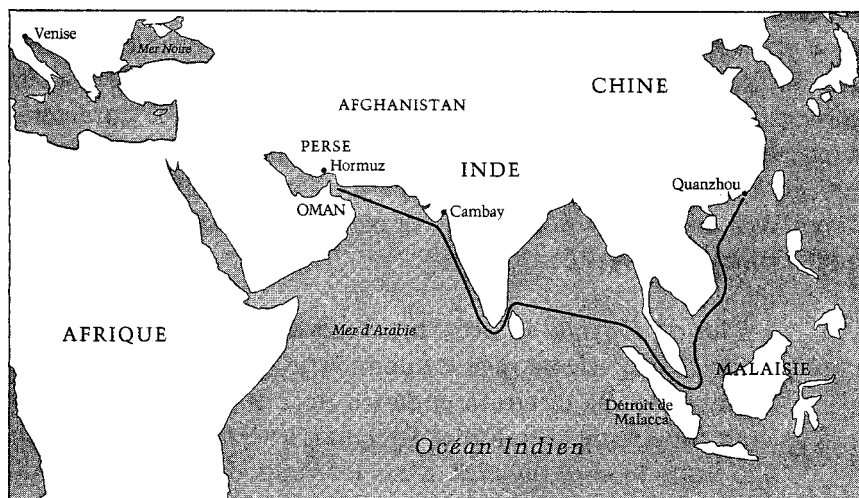 Venise
Mer Noire
CHINE
AFGHANISTAN
PERSE
Hormuz
INDE
Quanzhou
OMAN
Cambay
AFRIQUE
Mer d'Arabie
MALAISIE
Détroit de
Malacca
Océan Indien